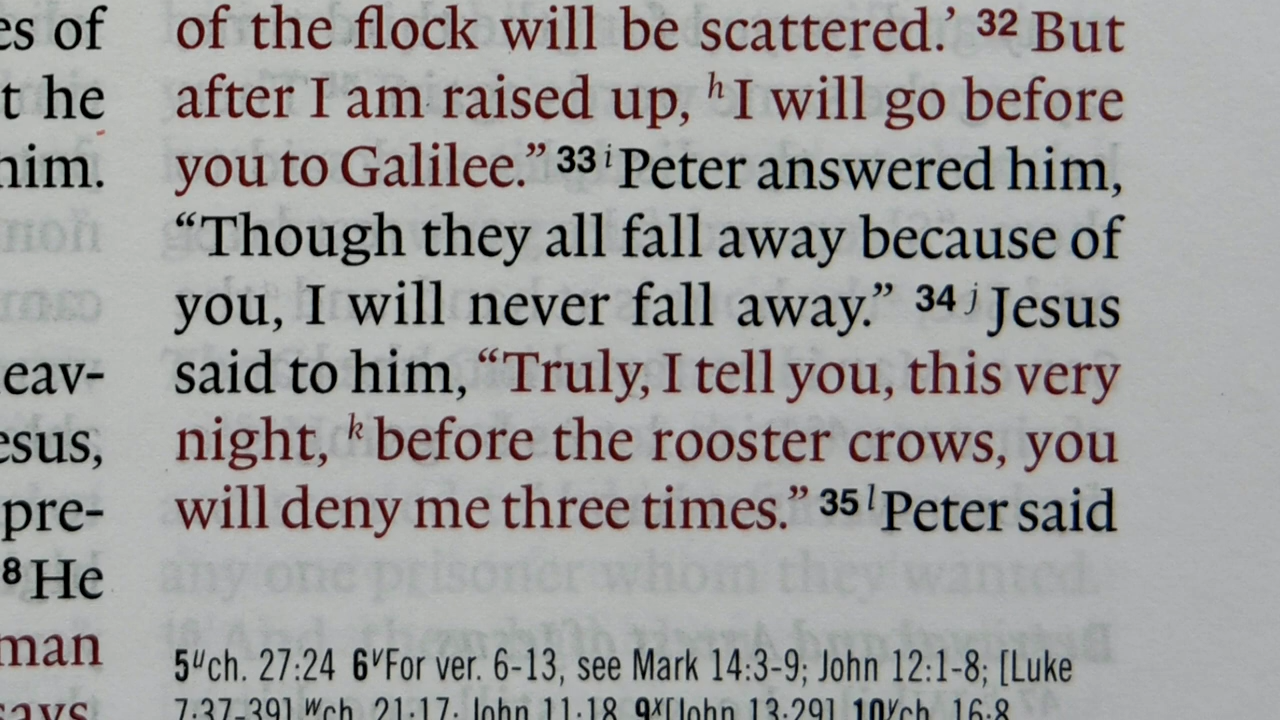 es of
t he
him.
eav-
esus,
pre-
8 He
man
says
of the flock will be scattered.’ 32 But
after I am raised up, h I will go before
you to Galilee.” 33 i Peter answered him,
“Though they all fall away because of
you, I will never fall away.” 34 j Jesus
said to him, “Truly, I tell you, this very
night, k before the rooster crows, you
will deny me three times.” 35 l Peter said
5 u ch. 27:24 6 v For ver. 6-13, see Mark 14:3-9; John 12:1-8; [Luke
7:37-39] w ch. 21:17; John 11:18 9 x [John 13:29] 10 y ch. 16:8